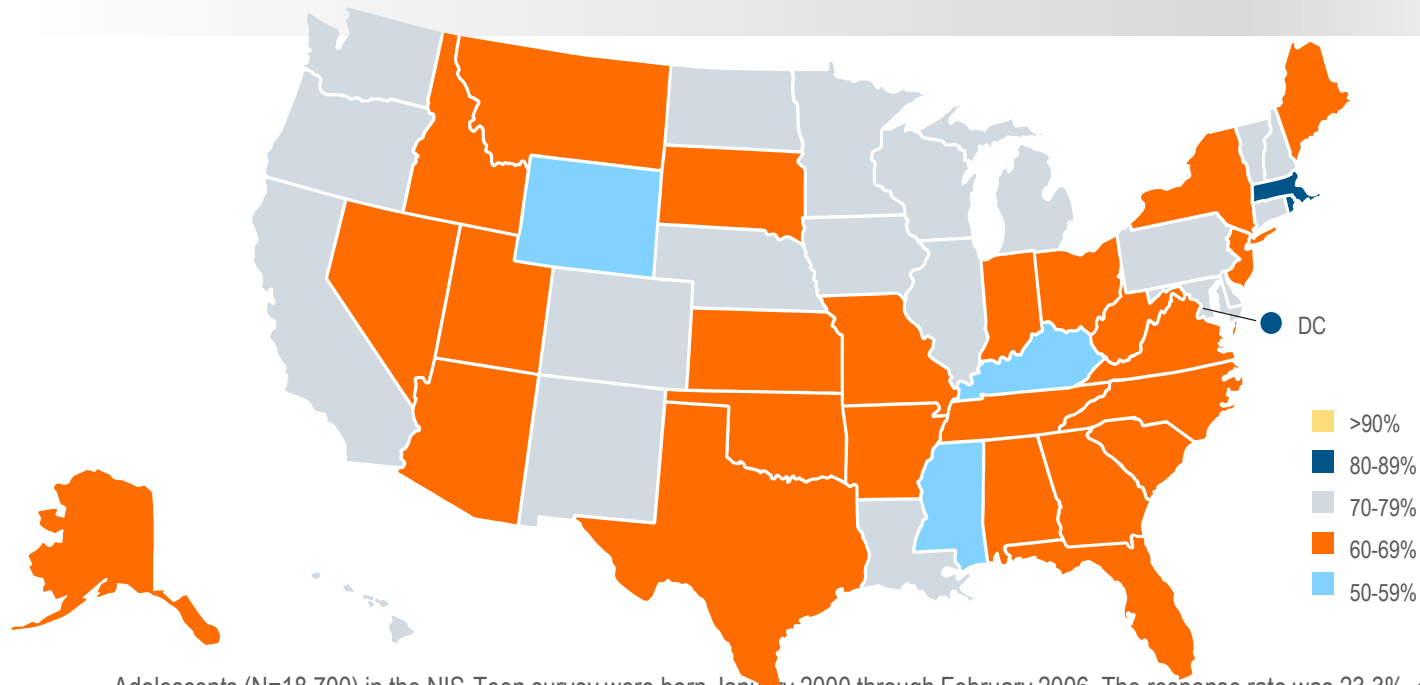 DC
>90%
80-89%
70-79%
60-69%
50-59%
Adolescents (N=18,700) in the NIS-Teen survey were born January 2000 through February 2006. The response rate was 23.3%